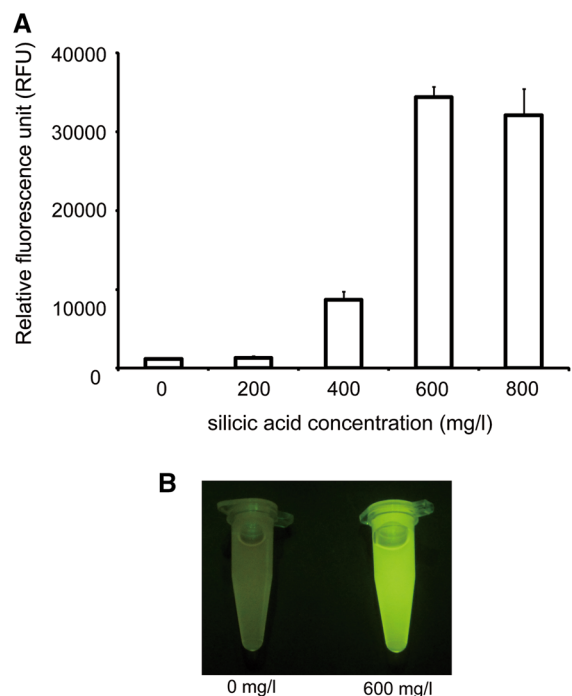 A
Relative fluorescence unit (RFU)
40000
30000
20000
10000
0
0 200 400 600 800
silicic acid concentration (mg/l)
B
0 mg/l 600 mg/l